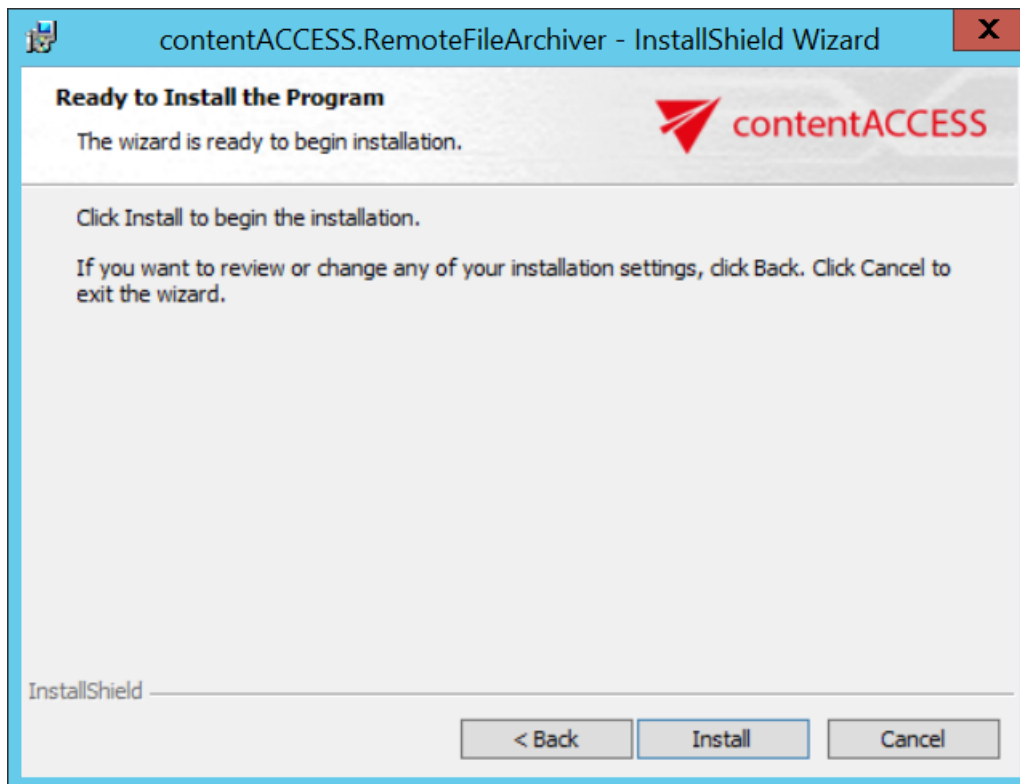 contentACCESS.RemoteFileArchiver - InstallShield Wizard
X
Ready to Install the Program
The wizard is ready to begin installation.
contentACCESS
Click Install to begin the installation.
If you want to review or change any of your installation settings, click Back. Click Cancel to
exit the wizard.
InstallShield
< Back
Install
Cancel